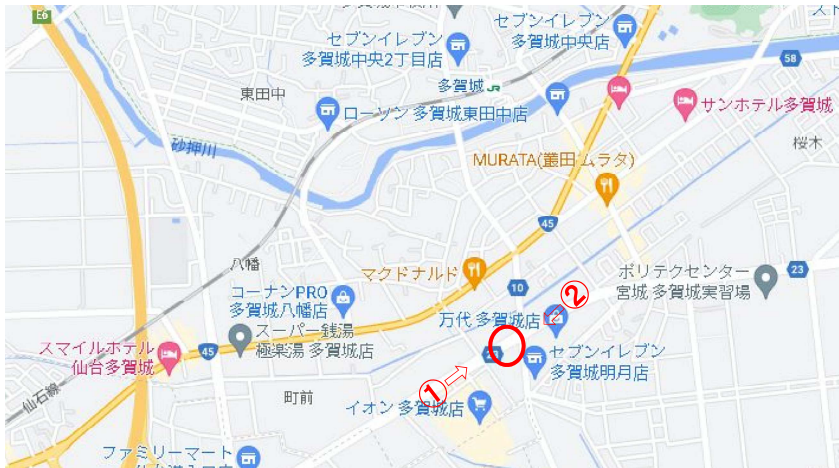 E6
セブンイレブン
多賀城中央2丁目店
セブンイレブン
多賀城中央店
スト
58
多賀城
JR
東田中
ローソン 多賀城東田中店
サンホテル多賀城
砂押川
桜木
MURATA(叢田 ムラタ)
45
八幡
マクドナルド
ポリテクセンター
宮城 多賀城実習場
23
コーナンPRO
多賀城八幡店
10
②
万代 多賀城店
スーパー銭湯
極楽湯 多賀城店
スマイルホテル
仙台多賀城
45
セブンイレブン
多賀城明月店
①
町前
イオン 多賀城店
仙石線
ファミリーマート